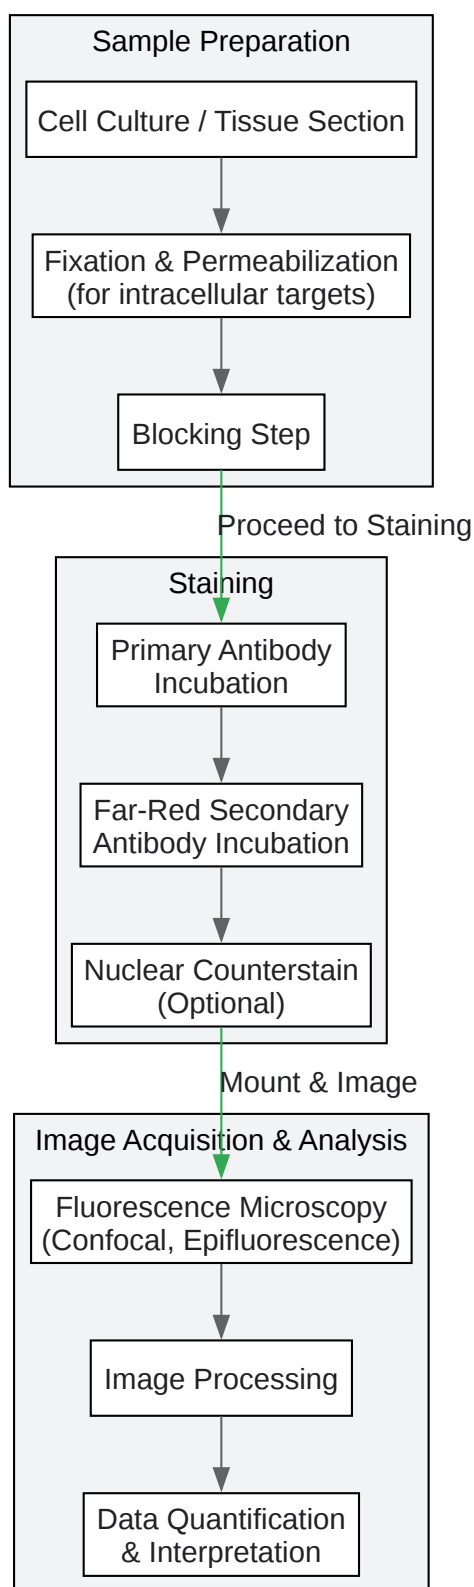 Sample Preparation
Cell Culture / Tissue Section
Fixation & Permeabilization
(for intracellular targets)
Blocking Step
Proceed to Staining
Staining
Primary Antibody
Incubation
Far-Red Secondary
Antibody Incubation
Nuclear Counterstain
(Optional)
Mount & Image
Image Acquisition & Analysis
Fluorescence Microscopy
(Confocal, Epifluorescence)
Image Processing
Data Quantification
& Interpretation